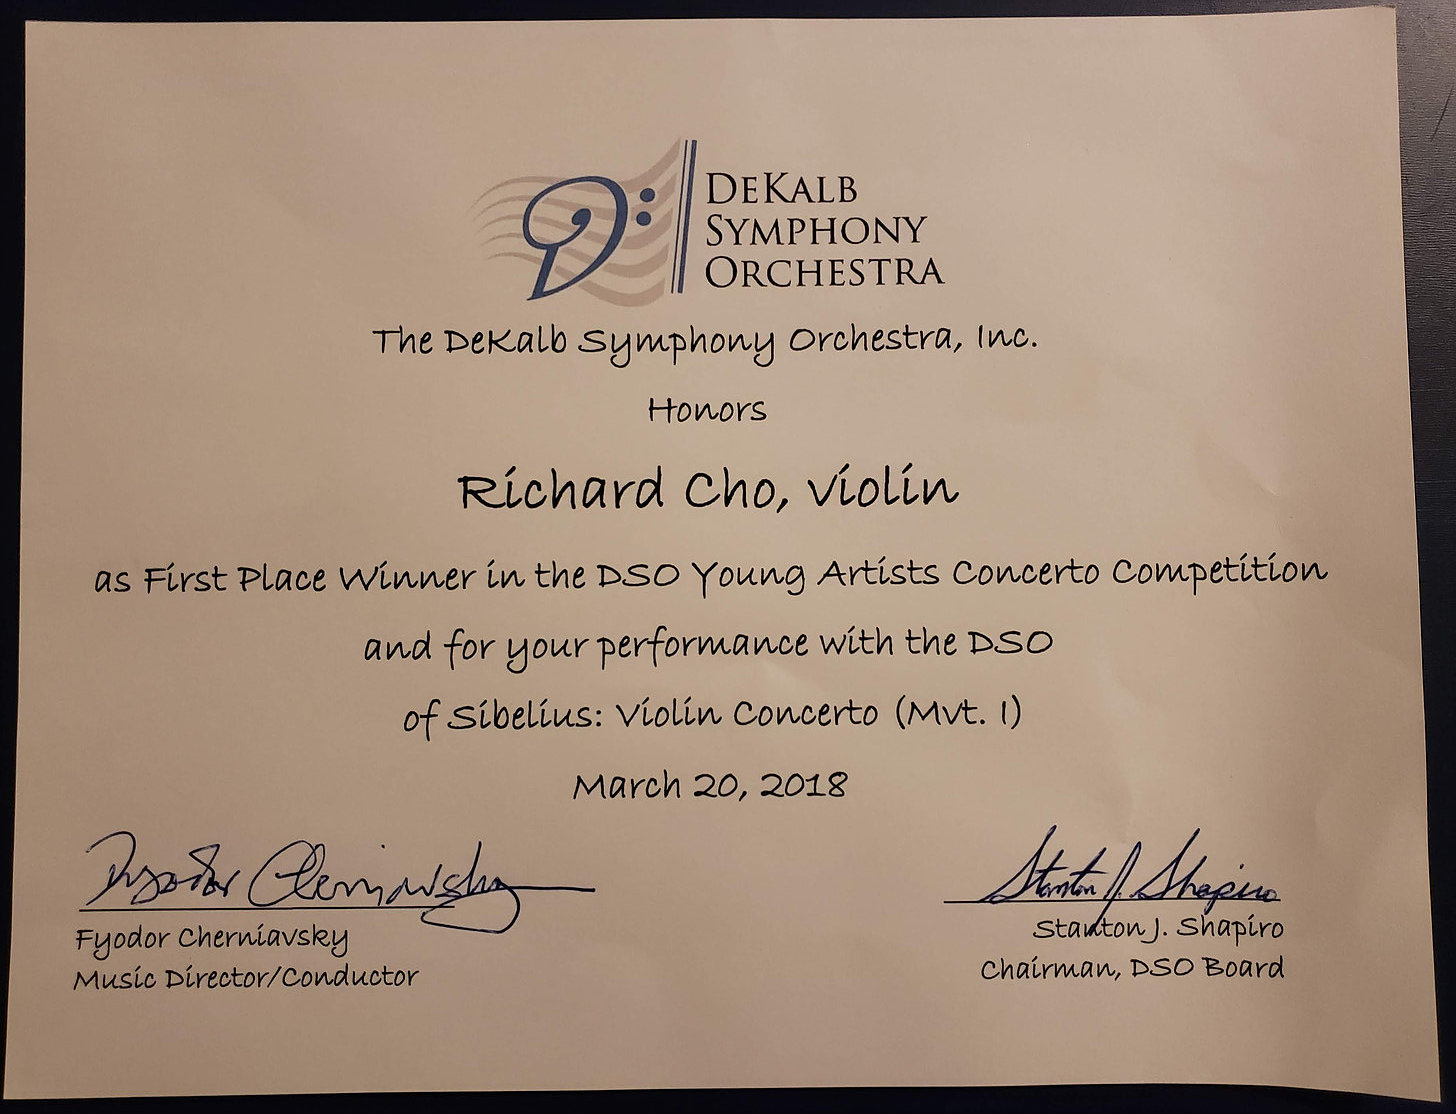 DeKalb
Symphony
Orchestra
The DeKalb Symphony Orchestra, Inc.
Honors
Richard Cho, violin
as First Place Winner in the DSO Young Artists Concerto Competition
and for your performance with the DSO
of Sibelius: Violin Concerto (Mvt. I)
March 20, 2018
Fyodor Cherniavsky
Stanton J. Shapiro
Fyodor Cherniavsky
Music Director/Conductor
Stanton J. Shapiro
Chairman, DSO Board